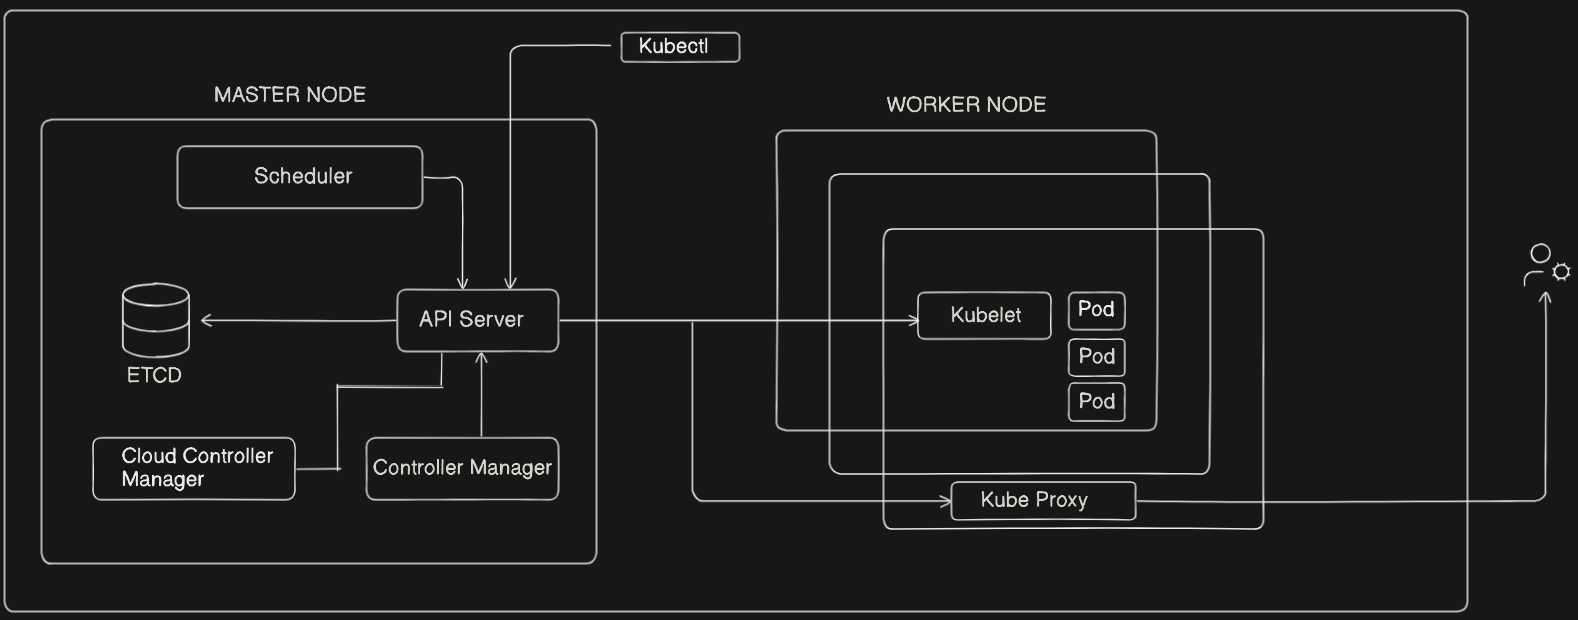 Kubectl
MASTER NODE
WORKER NODE
Scheduler
API Server
ETCD
Cloud Controller
Manager
Controller Manager
Kubelet
Pod
Pod
Pod
Kube Proxy